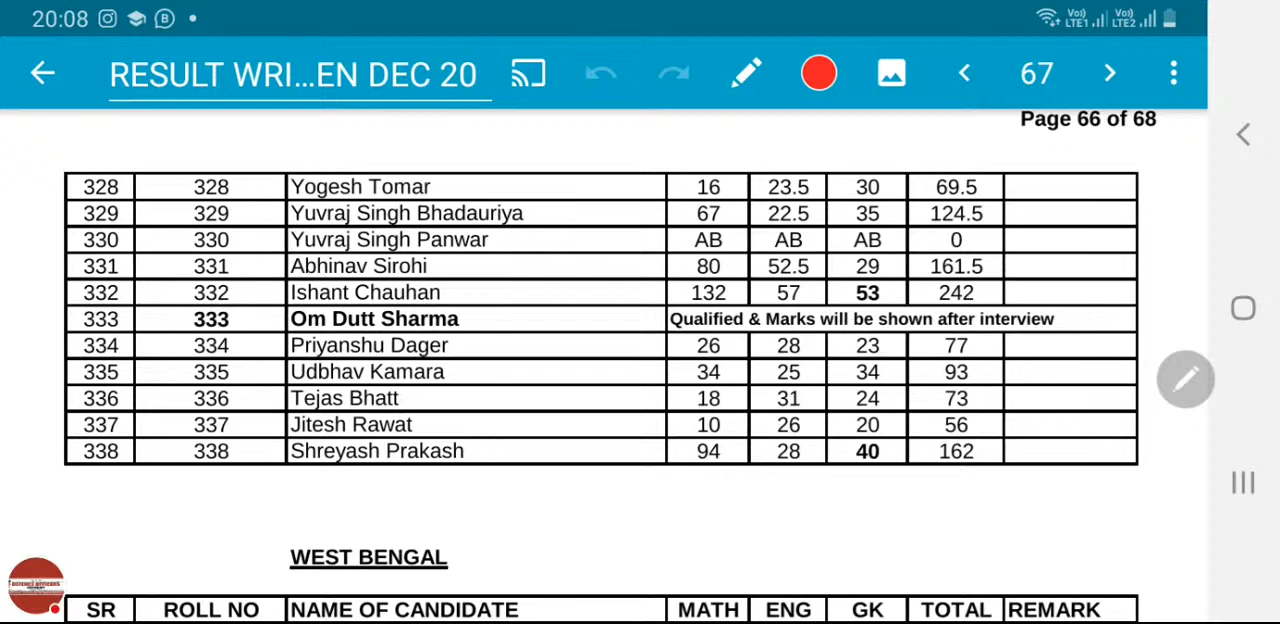 20:08
Vo) LTE1 Vo) LTE2
RESULT WRI...EN DEC 20 67
Page 66 of 68
328 328 Yogesh Tomar 16 23.5 30 69.5
329 329 Yuvraj Singh Bhadauriya 67 22.5 35 124.5
330 330 Yuvraj Singh Panwar AB AB AB 0
331 331 Abhinav Sirohi 80 52.5 29 161.5
332 332 Ishant Chauhan 132 57 53 242
333 333 Om Dutt Sharma Qualified & Marks will be shown after interview
334 334 Priyanshu Dager 26 28 23 77
335 335 Udbhav Kamara 34 25 34 93
336 336 Tejas Bhatt 18 31 24 73
337 337 Jitesh Rawat 10 26 20 56
338 338 Shreyash Prakash 94 28 40 162
WEST BENGAL
SR ROLL NO NAME OF CANDIDATE MATH ENG GK TOTAL REMARK